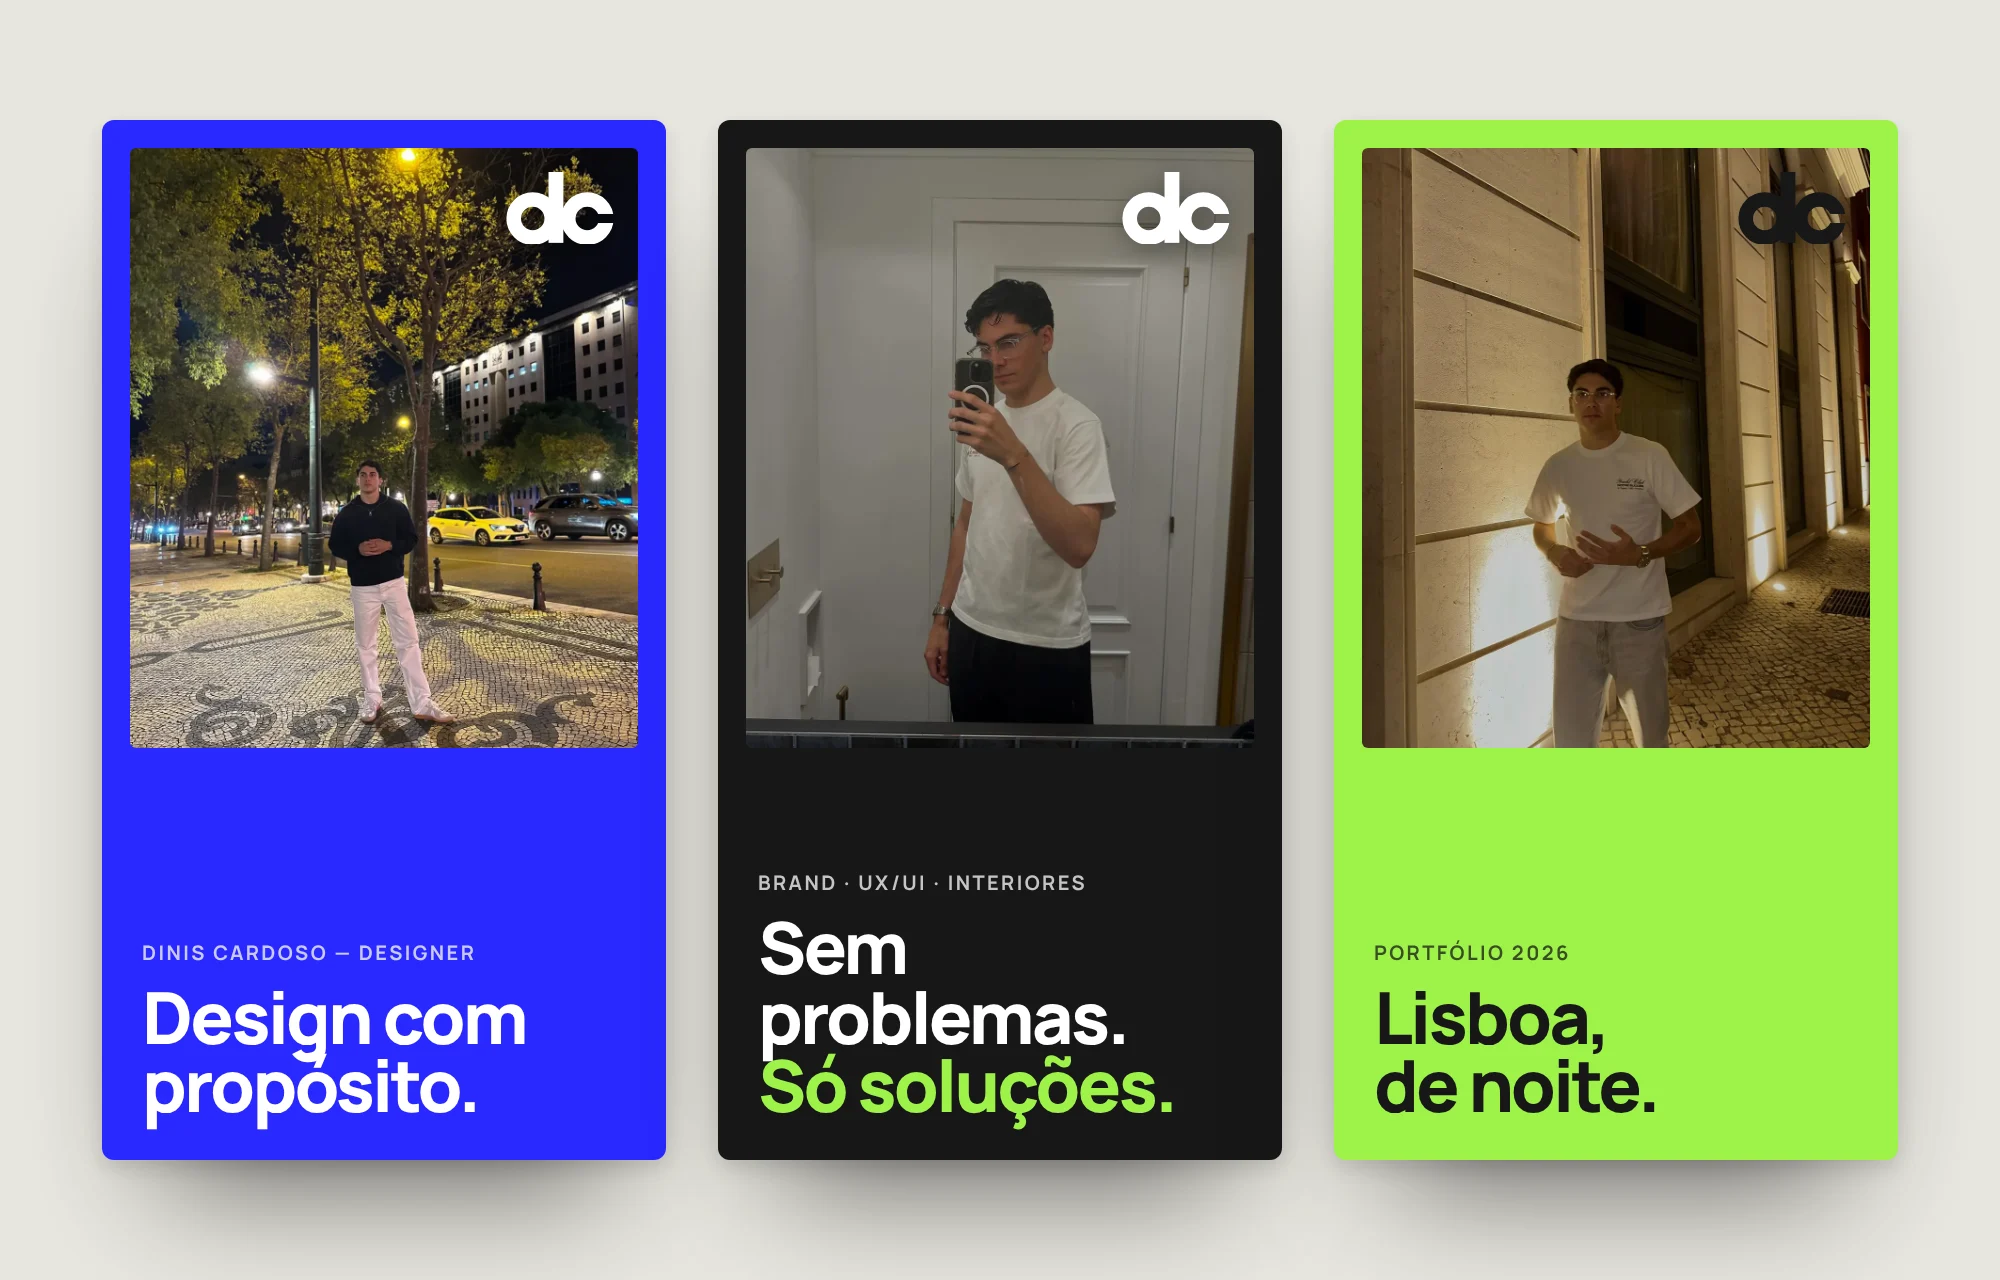 dc
DINIS CARDOSO — DESIGNER
Design com
propósito.
dc
BRAND · UX/UI · INTERIORES
Sem
problemas.
Só soluções.
dc
PORTFÓLIO 2026
Lisboa,
de noite.